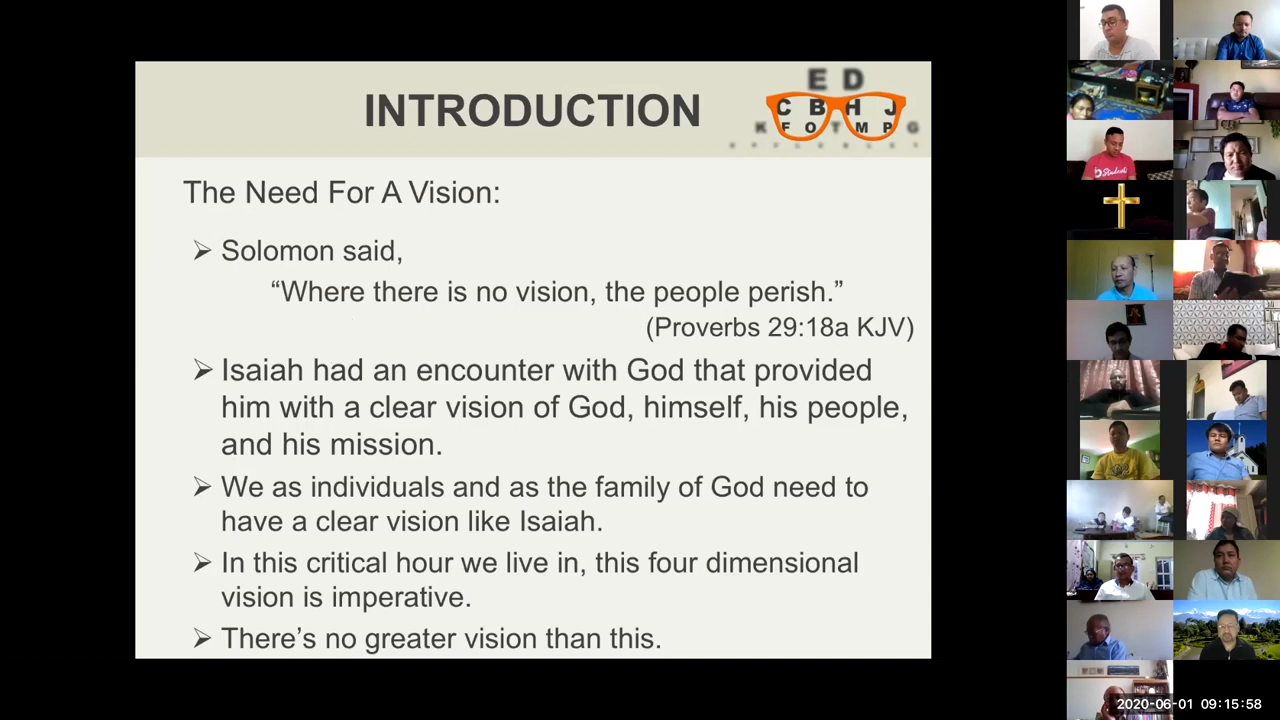 INTRODUCTION
E D
C B H J
K F O T M P G
The Need For A Vision:
➢ Solomon said,
“Where there is no vision, the people perish.”
(Proverbs 29:18a KJV)
➢ Isaiah had an encounter with God that provided
him with a clear vision of God, himself, his people,
and his mission.
➢ We as individuals and as the family of God need to
have a clear vision like Isaiah.
➢ In this critical hour we live in, this four dimensional
vision is imperative.
➢ There’s no greater vision than this.
Student
2020-06-01 09:15:58